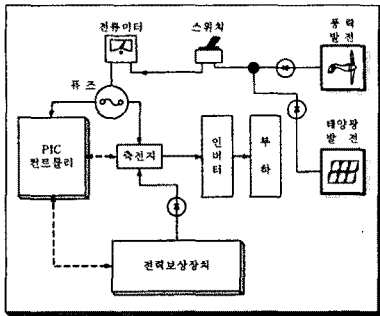 전류미터
스위치
풍 력
발 전
퓨 즈
태양광
발 전
PIC
컨트롤러
축전지
인
버
터
부
하
전력보상장치